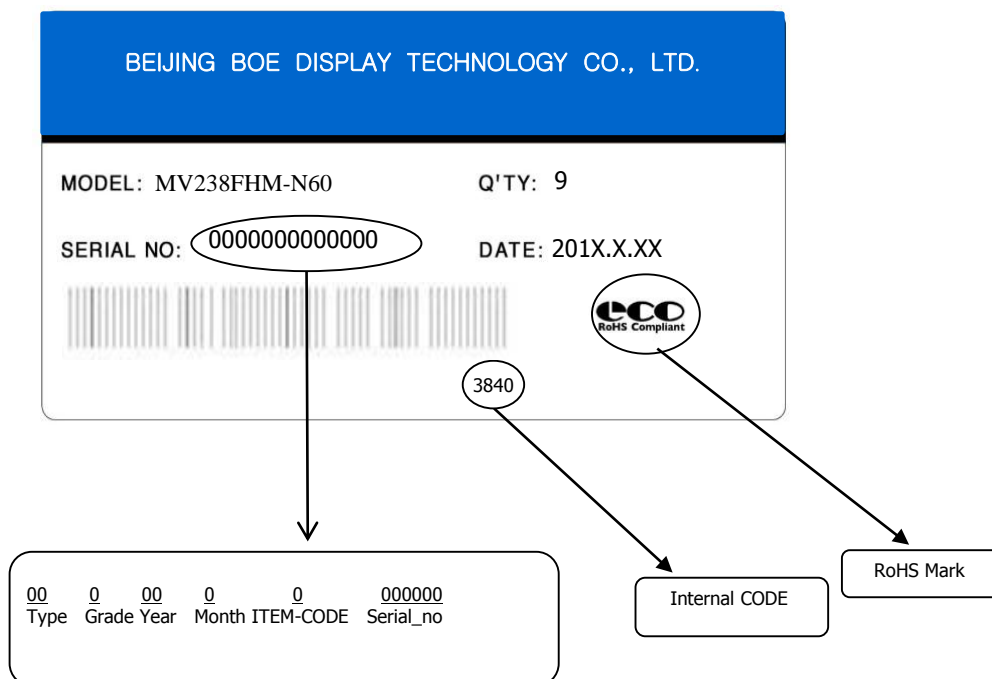 BEIJING BOE DISPLAY TECHNOLOGY CO., LTD.
MODEL: MV238FHM-N60 Q'TY: 9
SERIAL NO: 0000000000000 DATE: 201X.X.XX
eco
RoHS Compliant
3840
RoHS Mark
Internal CODE
00 0 00 0 0 000000
Type Grade Year Month ITEM-CODE Serial_no